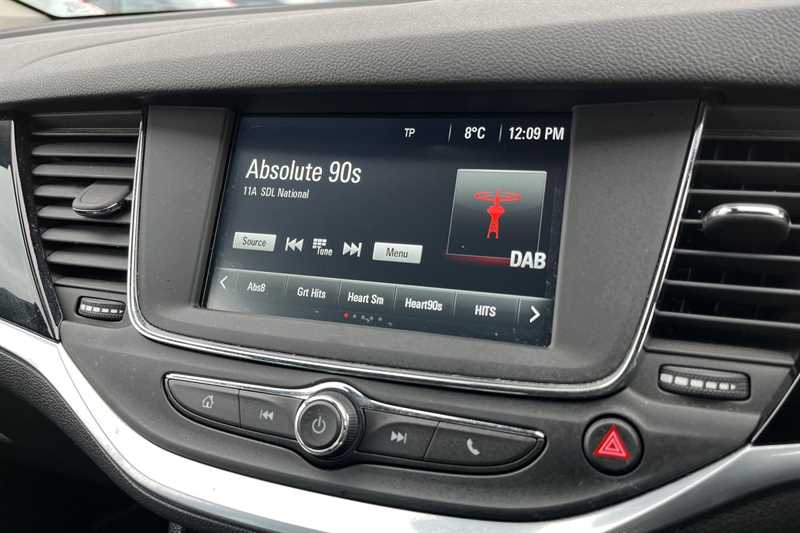 TP 8°C 12:09 PM
Absolute 90s
11A SDL National
Source Tune Menu
DAB
Abs8 Grt Hits Heart Sm Heart90s HITS